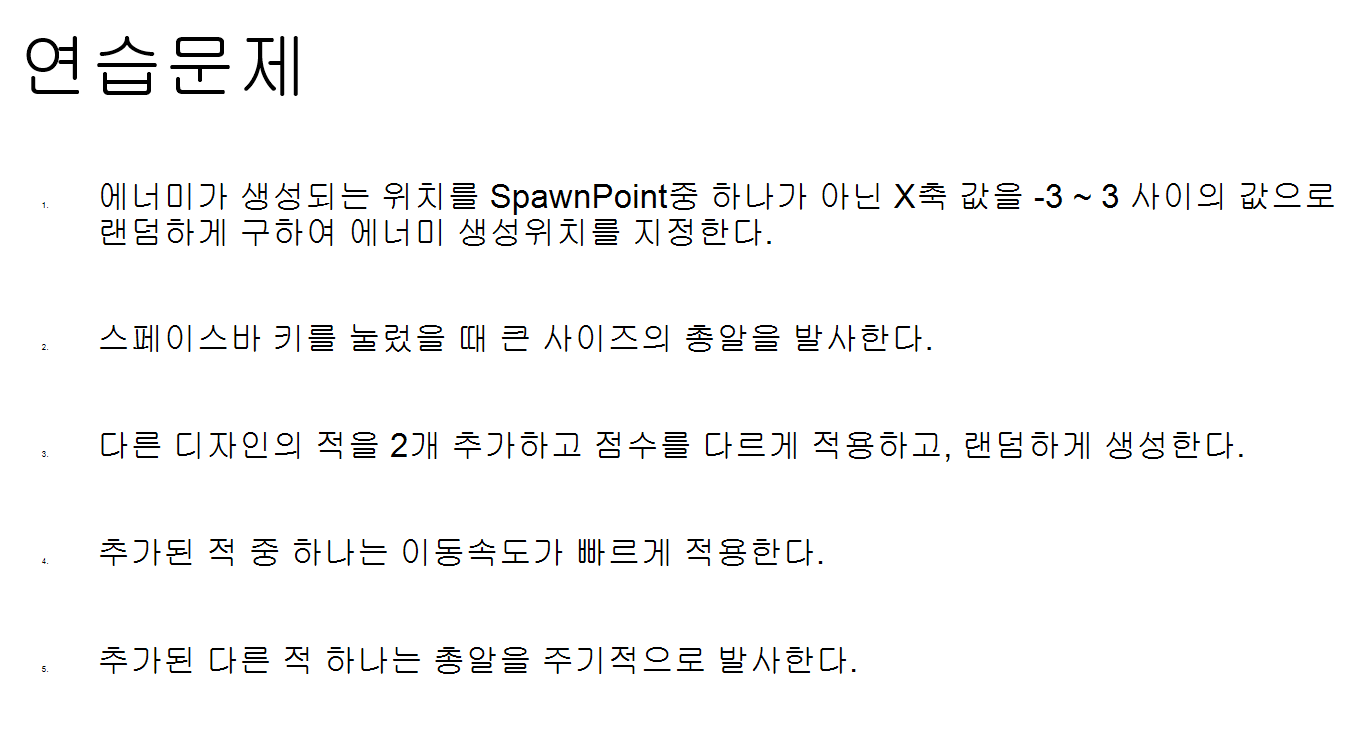 연습문제
1. 에너미가 생성되는 위치를 SpawnPoint중 하나가 아닌 X축 값을 -3 ~ 3 사이의 값으로
랜덤하게 구하여 에너미 생성위치를 지정한다.
2. 스페이스바 키를 눌렀을 때 큰 사이즈의 총알을 발사한다.
3. 다른 디자인의 적을 2개 추가하고 점수를 다르게 적용하고, 랜덤하게 생성한다.
4. 추가된 적 중 하나는 이동속도가 빠르게 적용한다.
5. 추가된 다른 적 하나는 총알을 주기적으로 발사한다.